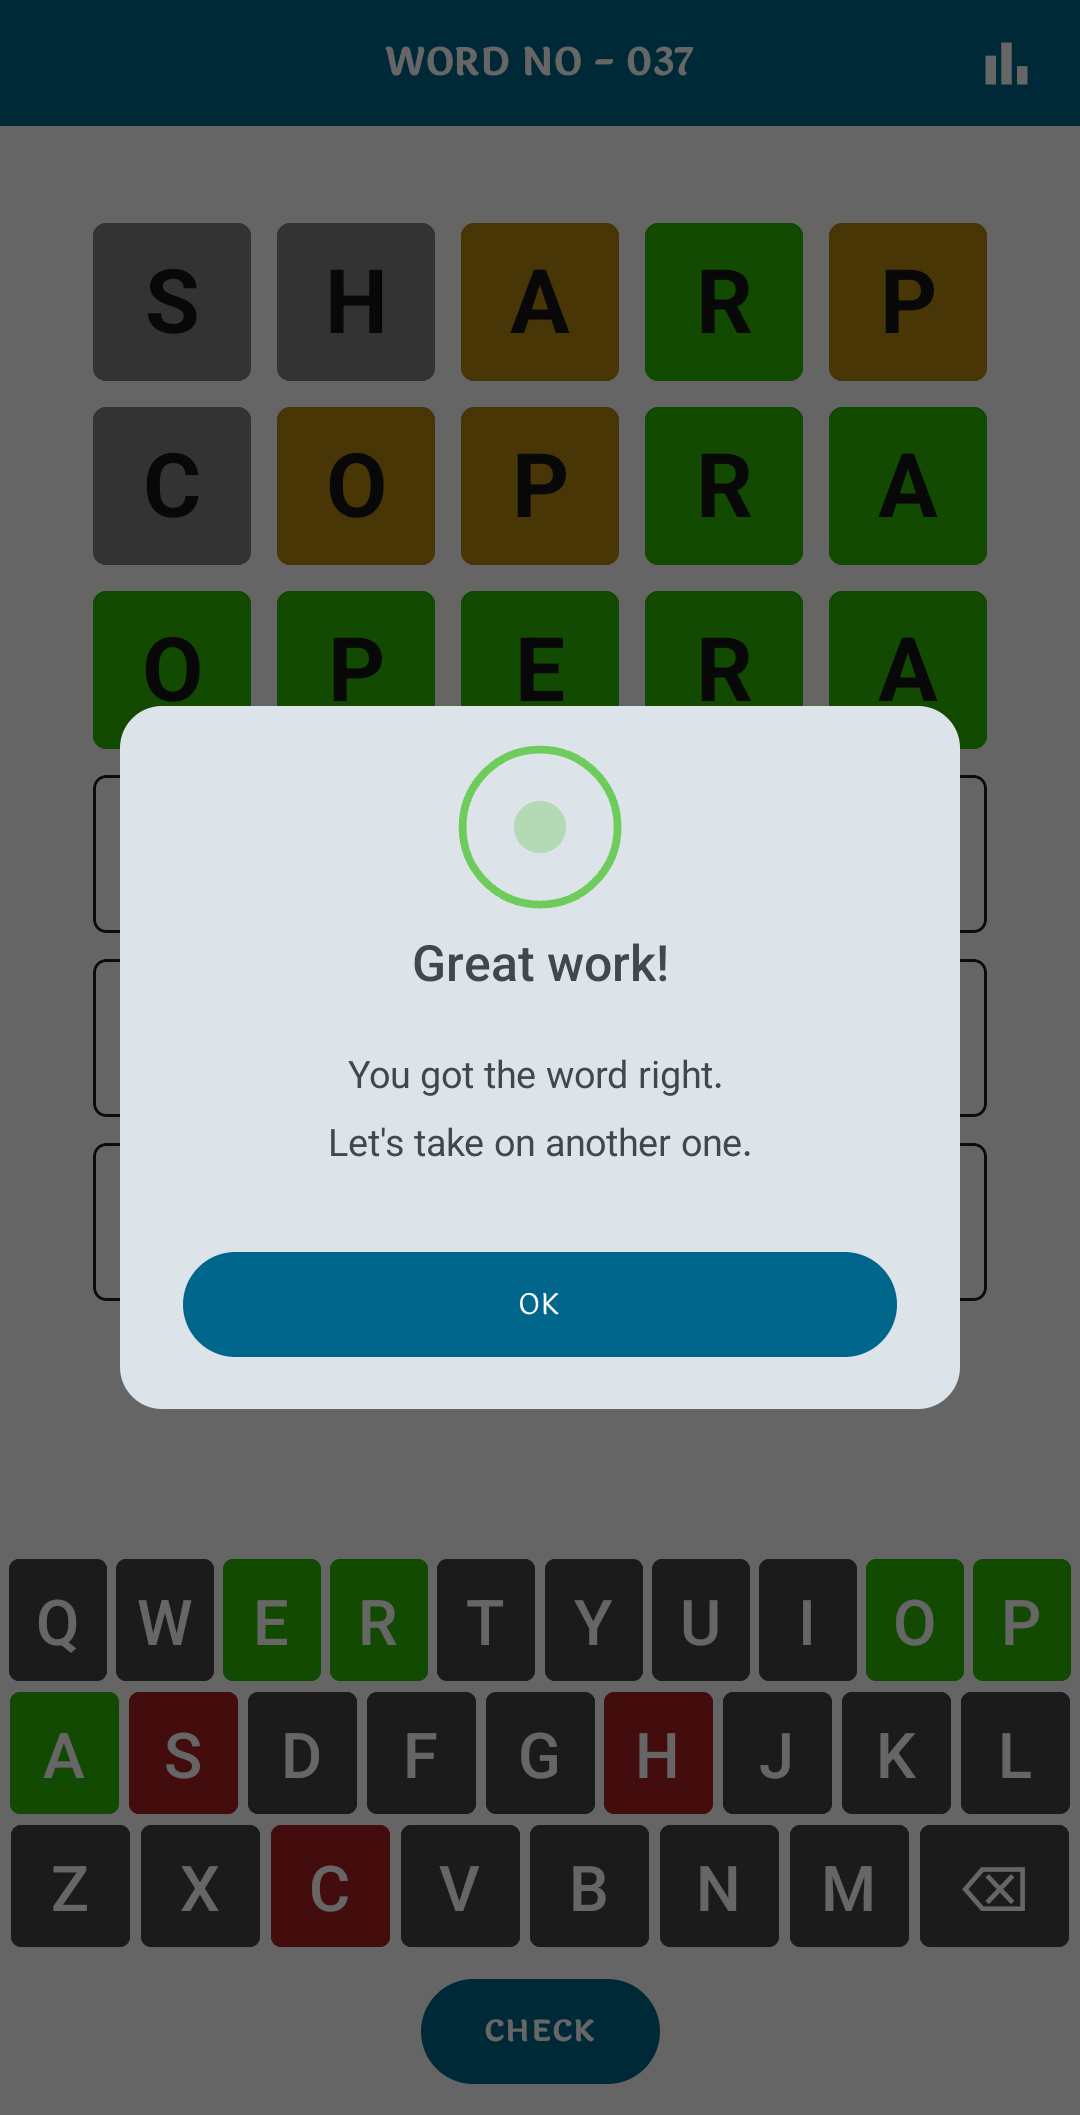 WORD NO - 037
S H A R P
C O P R A
O P E R A
Great work!
You got the word right.
Let's take on another one.
OK
Q W E R T Y U I O P
A S D F G H J K L
Z X C V B N M
CHECK